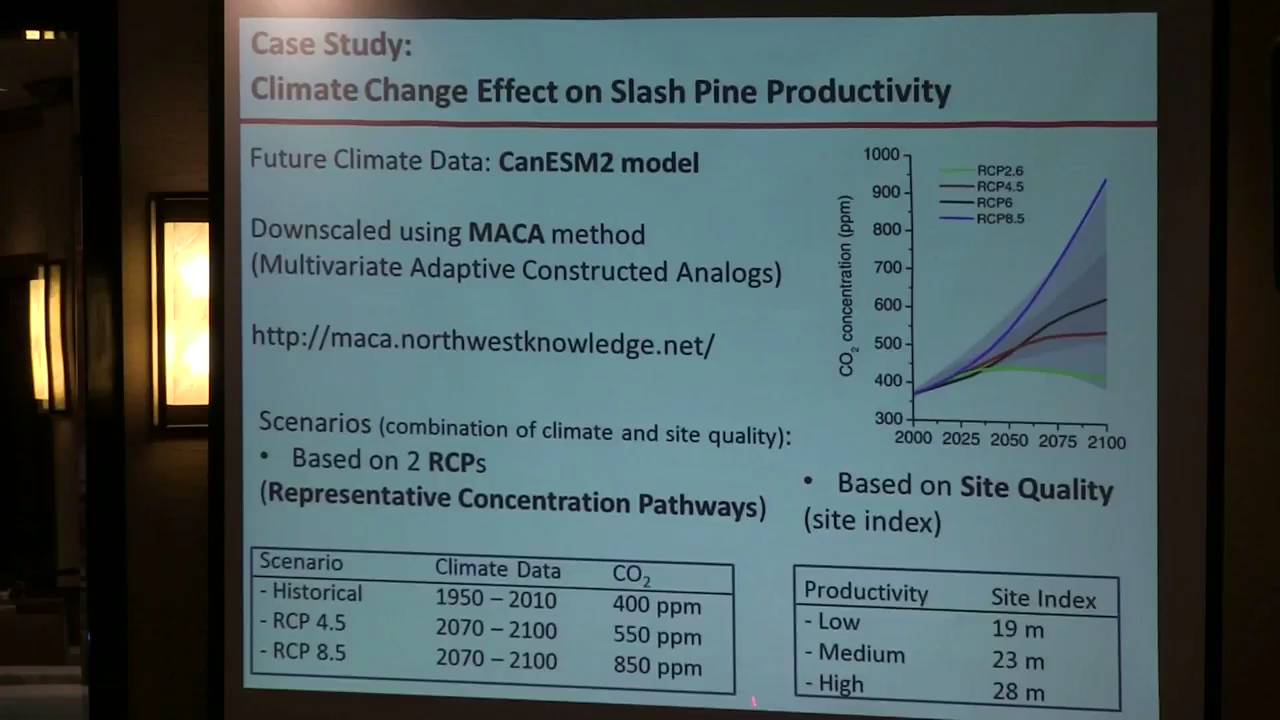 Case Study:
Climate Change Effect on Slash Pine Productivity
Future Climate Data: CanESM2 model
Downscaled using MACA method
(Multivariate Adaptive Constructed Analogs)
http://maca.northwestknowledge.net/
Scenarios (combination of climate and site quality):
• Based on 2 RCPs
(Representative Concentration Pathways)
Scenario Climate Data CO₂
- Historical 1950 – 2010 400 ppm
- RCP 4.5 2070 – 2100 550 ppm
- RCP 8.5 2070 – 2100 850 ppm
CO₂ concentration (ppm)
1000
900
800
700
600
500
400
300
2000 2025 2050 2075 2100
RCP2.6
RCP4.5
RCP6
RCP8.5
• Based on Site Quality
(site index)
Productivity Site Index
- Low 19 m
- Medium 23 m
- High 28 m